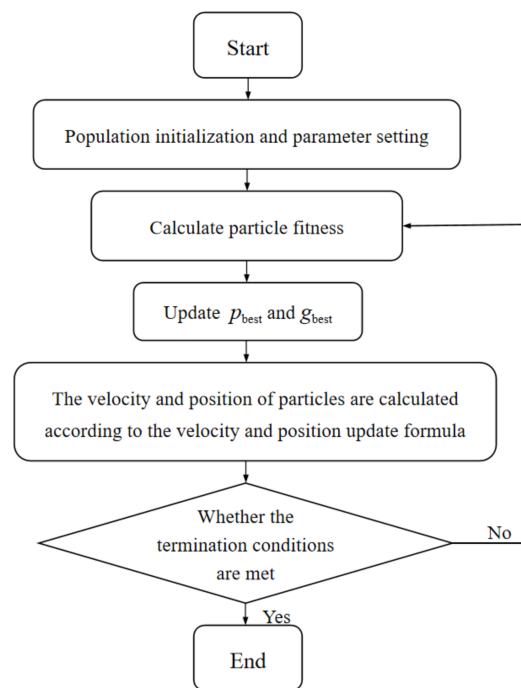 Start
Population initialization and parameter setting
Calculate particle fitness
Update pbest and gbest
The velocity and position of particles are calculated
according to the velocity and position update formula
Whether the
termination conditions
are met
No
Yes
End